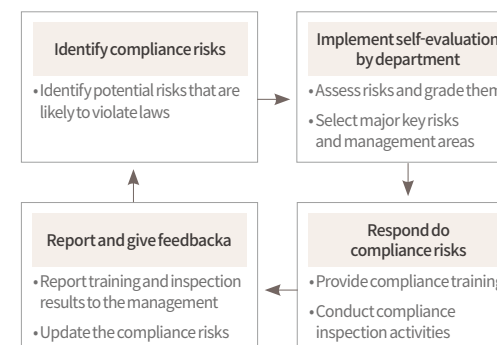 Identify compliance risks
• Identify potential risks that are
likely to violate laws
Implement self-evaluation
by department
• Assess risks and grade them
• Select major key risks
and management areas
Respond do
compliance risks
• Provide compliance training
• Conduct compliance
inspection activities
Report and give feedbacka
• Report training and inspection
results to the management
• Update the compliance risks